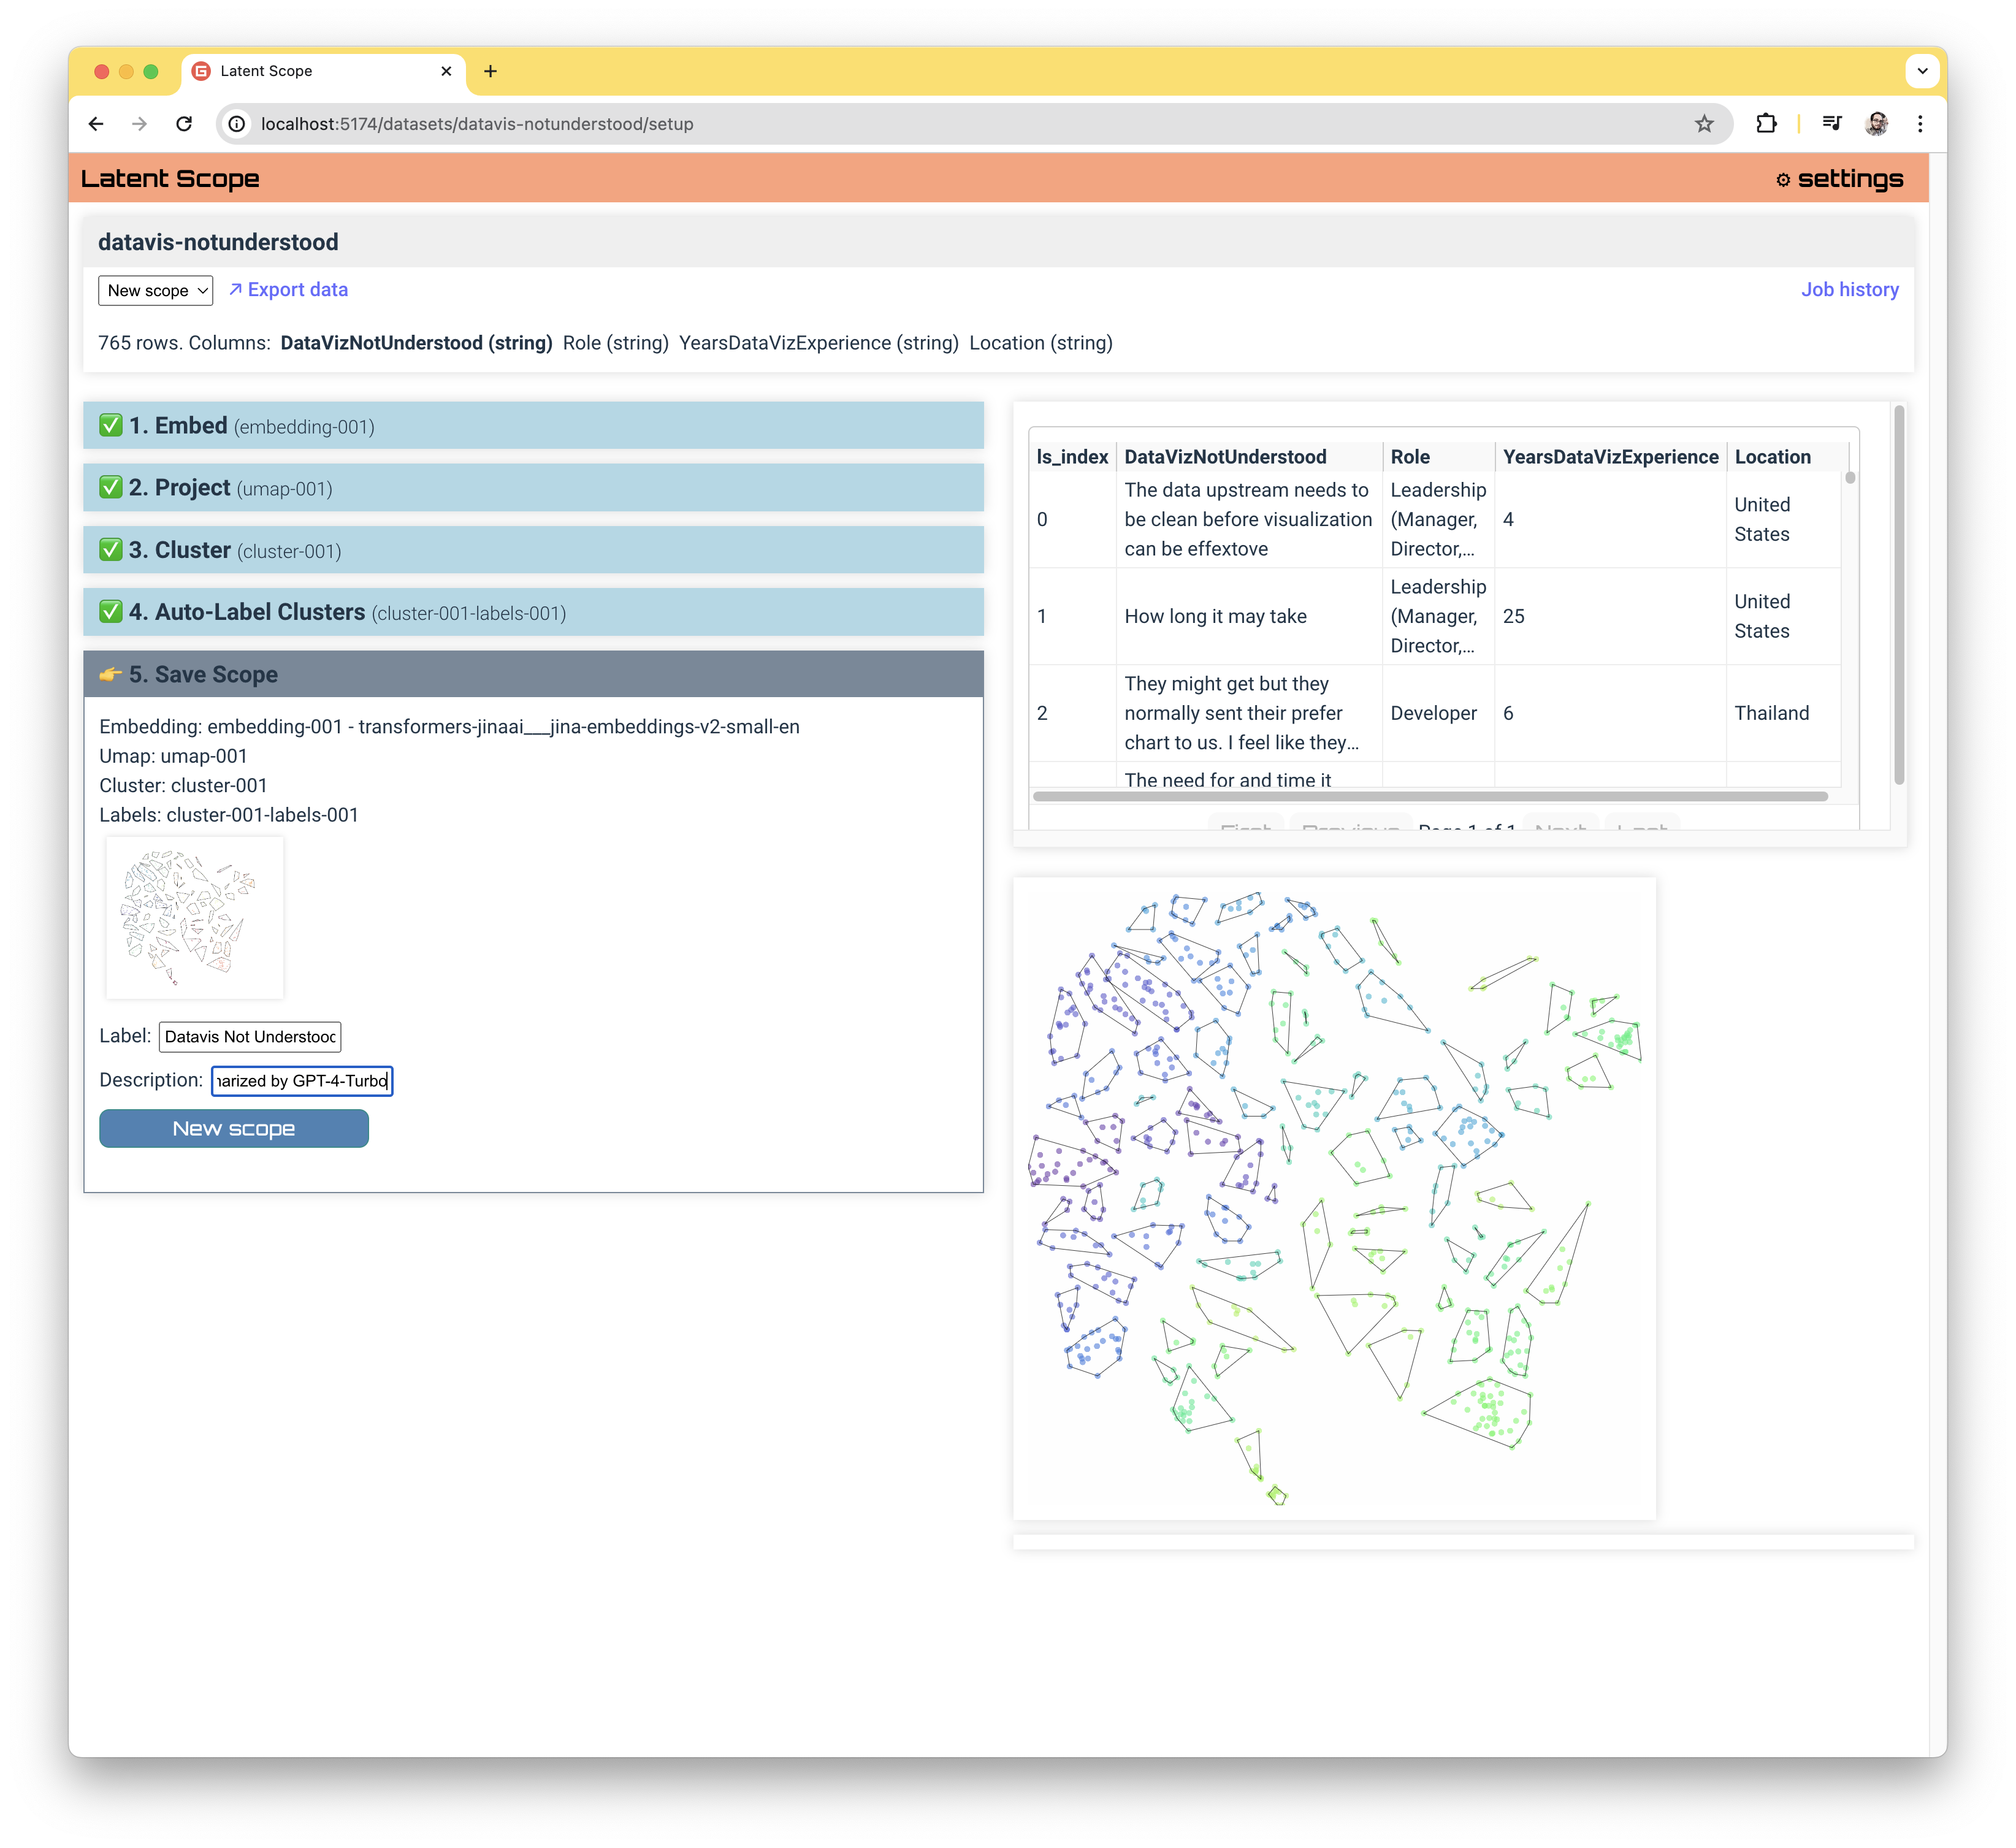 Latent Scope
localhost:5174/datasets/datavis-notunderstood/setup
Latent Scope
⚙ settings
datavis-notunderstood
New scope
↗ Export data
Job history
765 rows. Columns: DataVizNotUnderstood (string) Role (string) YearsDataVizExperience (string) Location (string)
✅ 1. Embed (embedding-001)
✅ 2. Project (umap-001)
✅ 3. Cluster (cluster-001)
✅ 4. Auto-Label Clusters (cluster-001-labels-001)
👉 5. Save Scope
Embedding: embedding-001 - transformers-jinaai___jina-embeddings-v2-small-en
Umap: umap-001
Cluster: cluster-001
Labels: cluster-001-labels-001
Label: Datavis Not Understood
Description: narized by GPT-4-Turbo
New scope
ls_index DataVizNotUnderstood Role YearsDataVizExperience Location
0
The data upstream needs to
be clean before visualization
can be effextove
Leadership
(Manager,
Director,...
4
United
States
1
How long it may take
Leadership
(Manager,
Director,...
25
United
States
2
They might get but they
normally sent their prefer
chart to us. I feel like they...
Developer
6
Thailand
The need for and time it
First Previous Page 1 of 1 Next Last